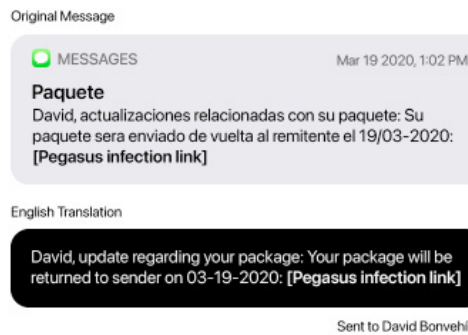 Original Message
MESSAGES
Mar 19 2020, 1:02 PM
Paquete
David, actualizaciones relacionadas con su paquete: Su
paquete sera enviado de vuelta al remitente el 19/03-2020:
[Pegasus infection link]
English Translation
David, update regarding your package: Your package will be
returned to sender on 03-19-2020: [Pegasus infection link]
Sent to David Bonvehi